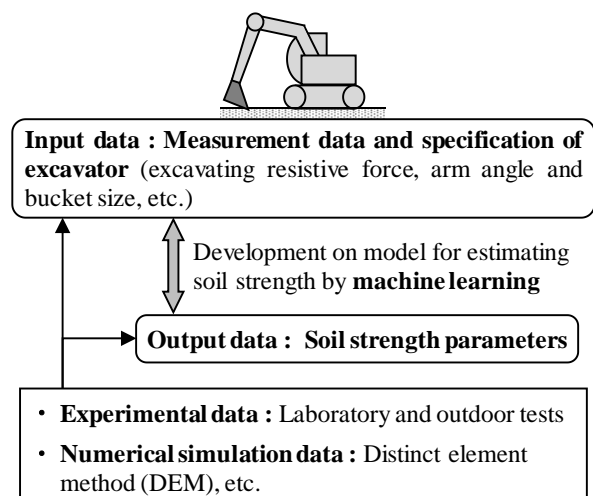 Input data : Measurement data and specification of
excavator (excavating resistive force, arm angle and
bucket size, etc.)
Development on model for estimating
soil strength by machine learning
Output data : Soil strength parameters
・ Experimental data : Laboratory and outdoor tests
・ Numerical simulation data : Distinct element
method (DEM), etc.